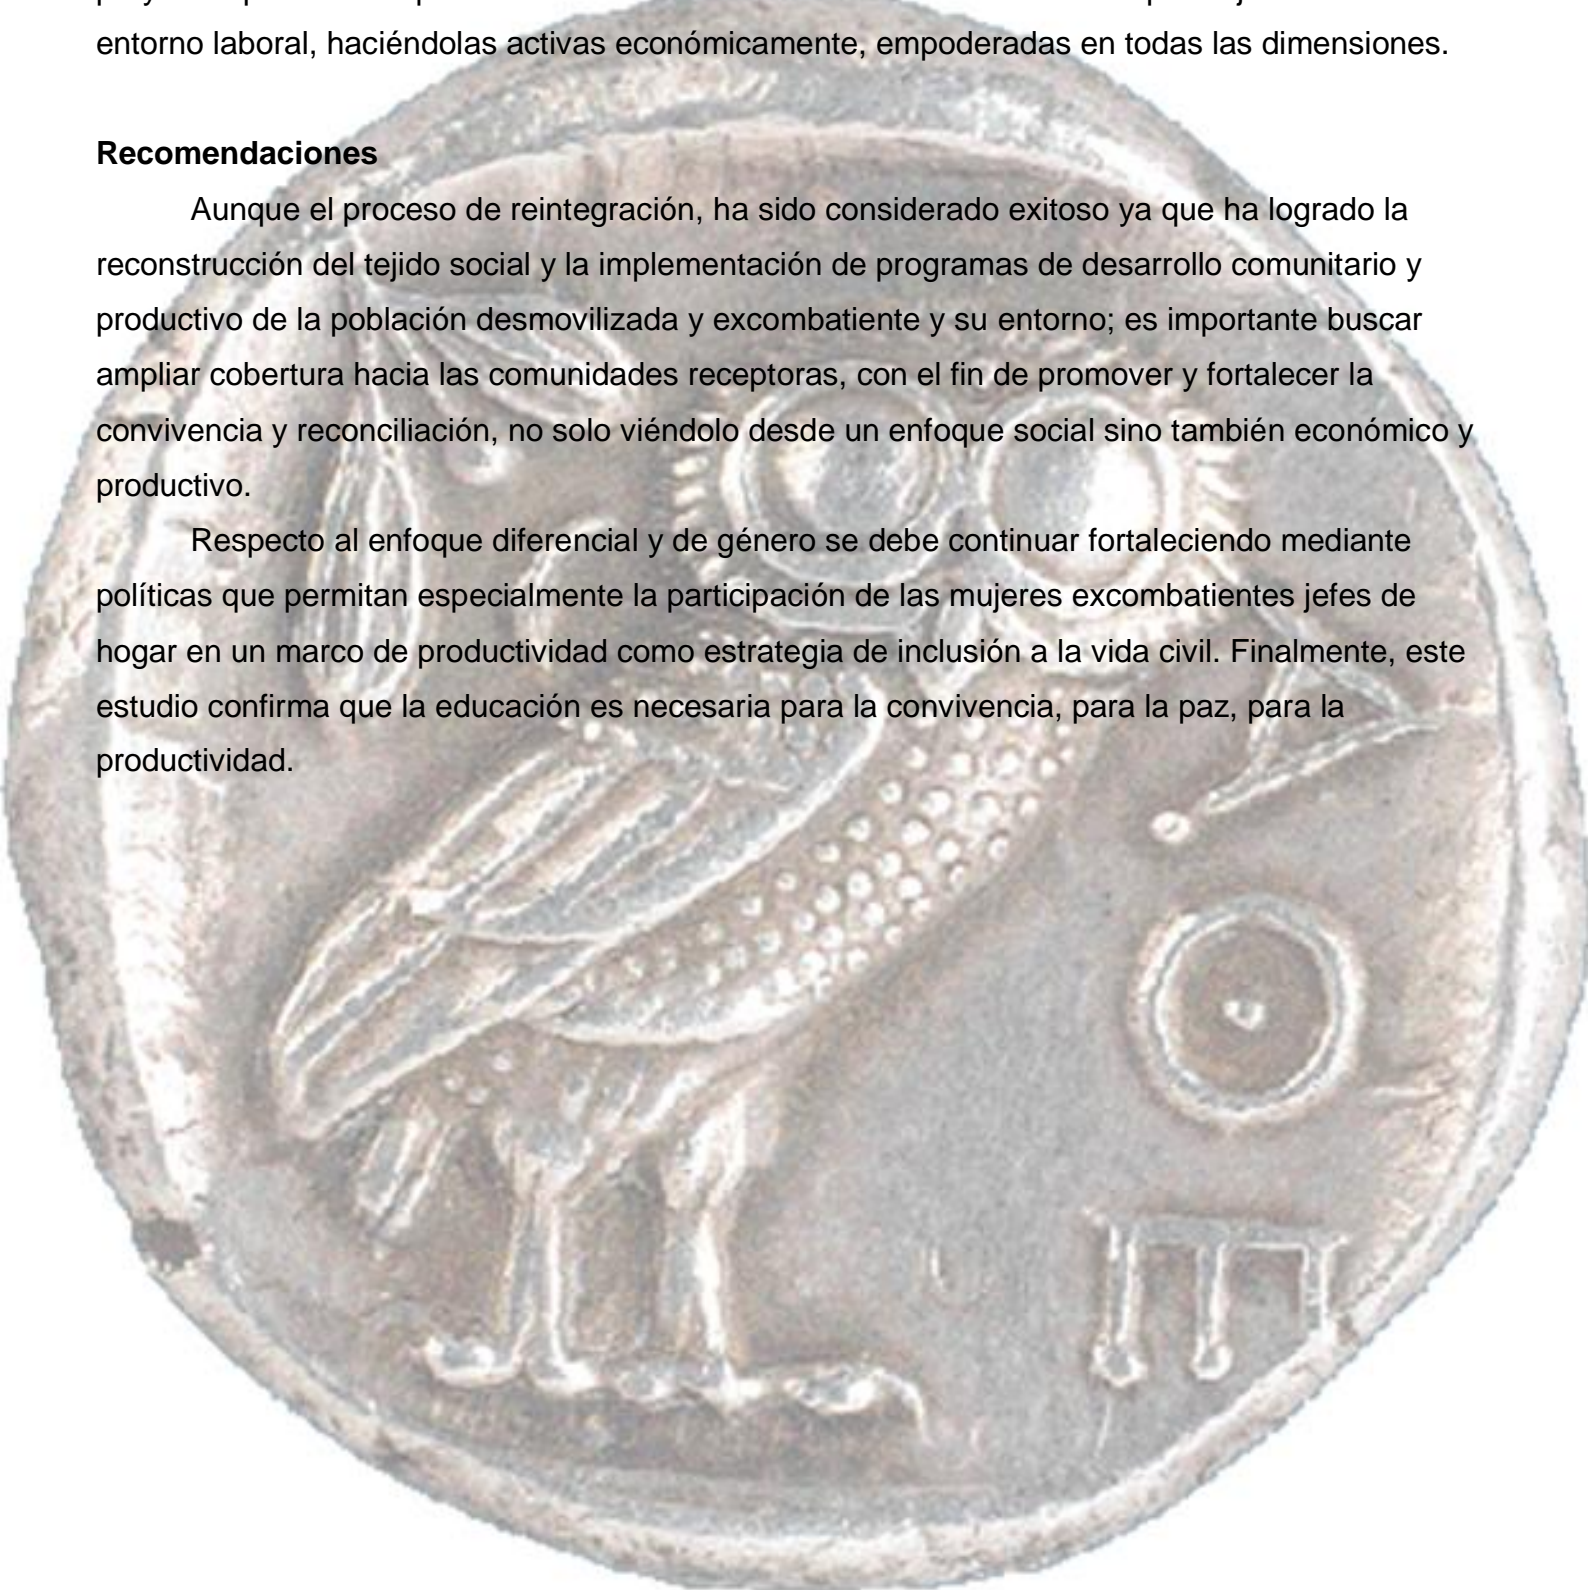 entorno laboral, haciéndolas activas económicamente, empoderadas en todas las dimensiones.
Recomendaciones
Aunque el proceso de reintegración, ha sido considerado exitoso ya que ha logrado la
reconstrucción del tejido social y la implementación de programas de desarrollo comunitario y
productivo de la población desmovilizada y excombatiente y su entorno; es importante buscar
ampliar cobertura hacia las comunidades receptoras, con el fin de promover y fortalecer la
convivencia y reconciliación, no solo viéndolo desde un enfoque social sino también económico y
productivo.
Respecto al enfoque diferencial y de género se debe continuar fortaleciendo mediante
políticas que permitan especialmente la participación de las mujeres excombatientes jefes de
hogar en un marco de productividad como estrategia de inclusión a la vida civil. Finalmente, este
estudio confirma que la educación es necesaria para la convivencia, para la paz, para la
productividad.